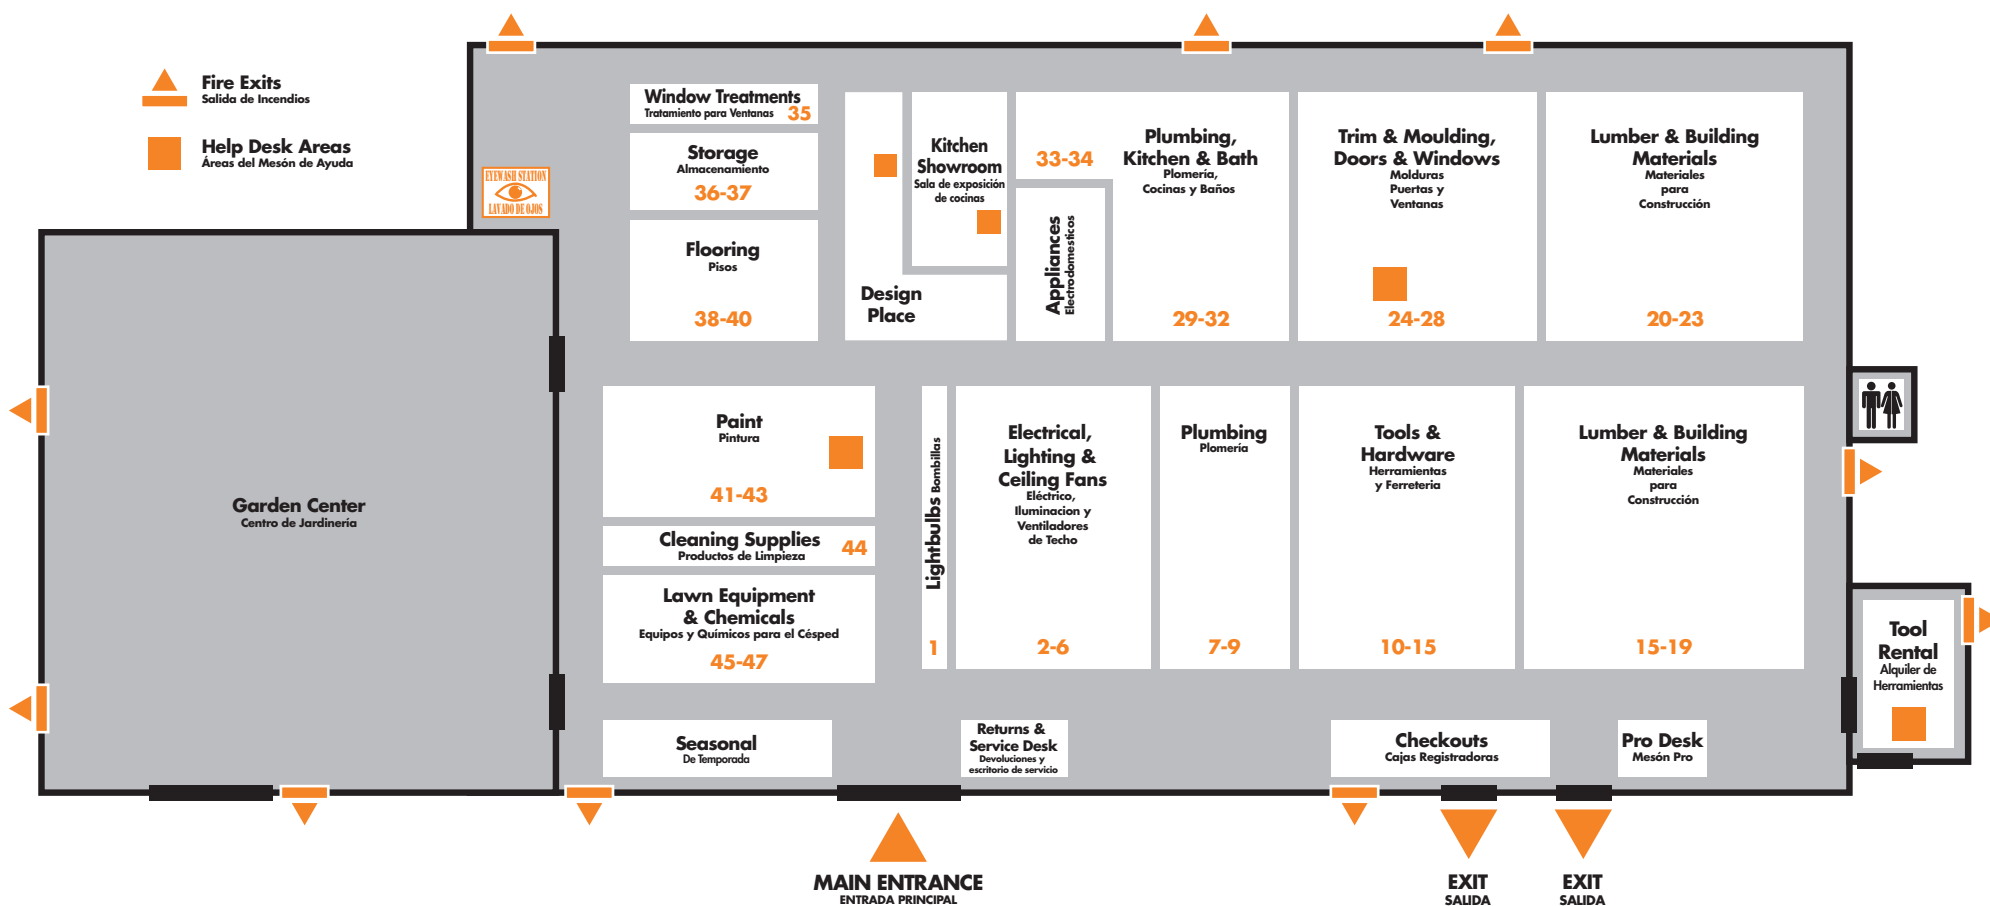 Fire Exits
Salida de Incendios
Help Desk Areas
Áreas del Mesón de Ayuda
EYEWASH STATION
LAVADO DE OJOS
Window Treatments
Tratamiento para Ventanas 35
Storage
Almacenamiento
36-37
Flooring
Pisos
38-40
Kitchen
Showroom
Sala de exposición
de cocinas
Design
Place
33-34
Appliances
Electrodomesticos
Plumbing,
Kitchen & Bath
Plomería,
Cocinas y Baños
29-32
Trim & Moulding,
Doors & Windows
Molduras
Puertas y
Ventanas
24-28
Lumber & Building
Materials
Materiales
para
Construcción
20-23
Garden Center
Centro de Jardinería
Paint
Pintura
41-43
Cleaning Supplies
Productos de Limpieza
44
Lawn Equipment
& Chemicals
Equipos y Químicos para el Césped
45-47
Lightbulbs Bombillas
1
Electrical,
Lighting &
Ceiling Fans
Eléctrico,
Iluminacion y
Ventiladores
de Techo
2-6
Plumbing
Plomería
7-9
Tools &
Hardware
Herramientas
y Ferreteria
10-15
Lumber & Building
Materials
Materiales
para
Construcción
15-19
Tool
Rental
Alquiler de
Herramientas
Seasonal
De Temporada
Returns &
Service Desk
Devoluciones y
escritorio de servicio
Checkouts
Cajas Registradoras
Pro Desk
Mesón Pro
MAIN ENTRANCE
ENTRADA PRINCIPAL
EXIT
SALIDA
EXIT
SALIDA